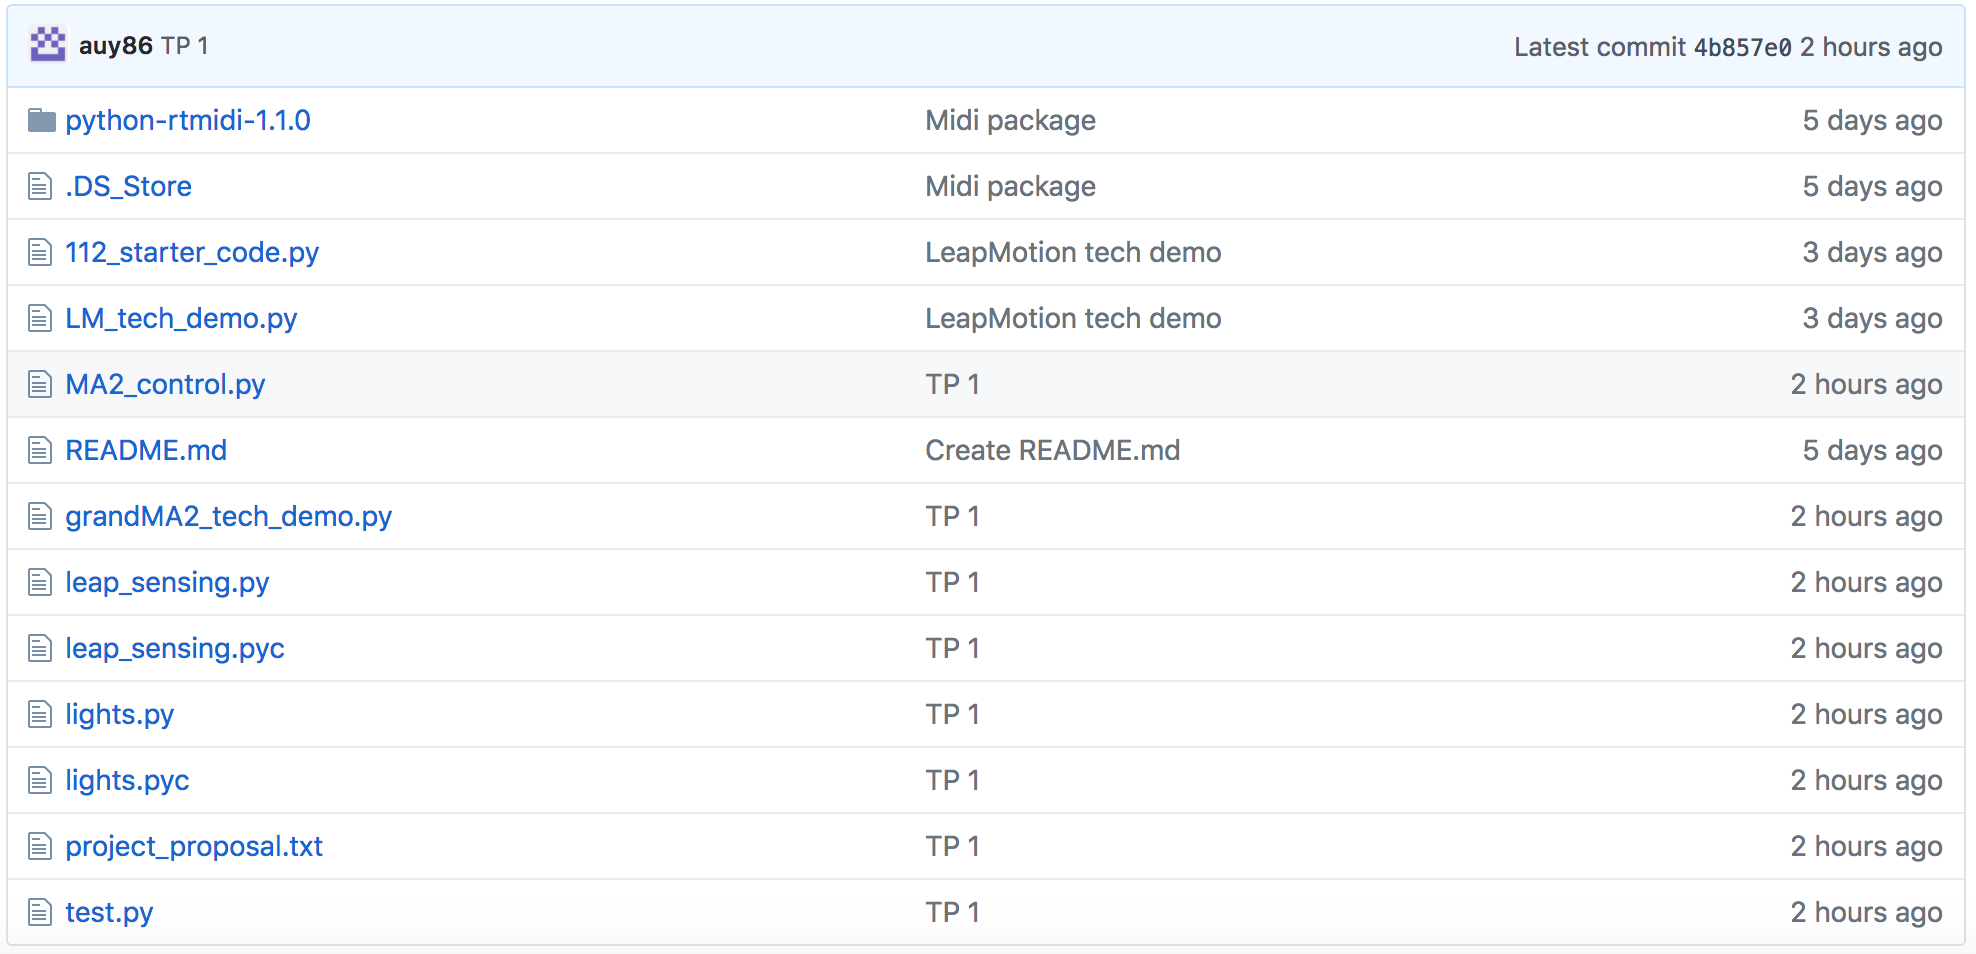 auy86 TP 1 Latest commit 4b857e0 2 hours ago
python-rtmidi-1.1.0 Midi package 5 days ago
.DS_Store Midi package 5 days ago
112_starter_code.py LeapMotion tech demo 3 days ago
LM_tech_demo.py LeapMotion tech demo 3 days ago
MA2_control.py TP 1 2 hours ago
README.md Create README.md 5 days ago
grandMA2_tech_demo.py TP 1 2 hours ago
leap_sensing.py TP 1 2 hours ago
leap_sensing.pyc TP 1 2 hours ago
lights.py TP 1 2 hours ago
lights.pyc TP 1 2 hours ago
project_proposal.txt TP 1 2 hours ago
test.py TP 1 2 hours ago